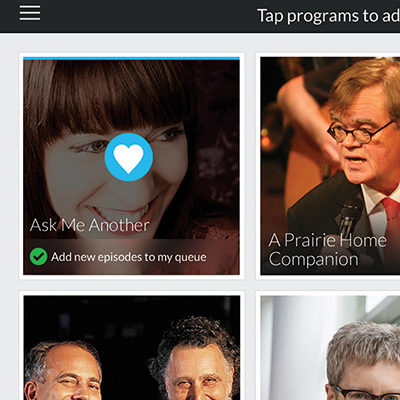 Tap programs to ad
Ask Me Another
Add new episodes to my queue
A Prairie Home
Companion